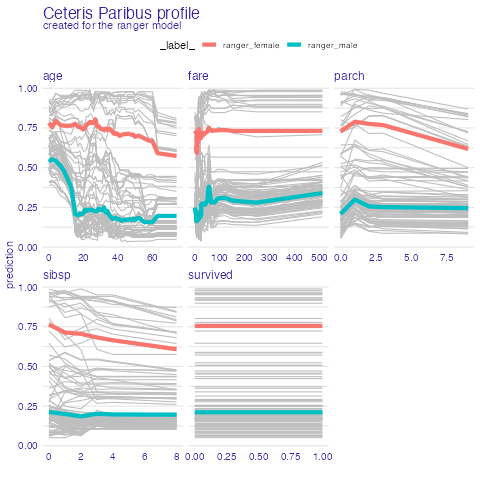 Ceteris Paribus profile
created for the ranger model
_label_ ranger_female ranger_male
age fare parch
1.00
0.75
0.50
0.25
0.00
0 20 40 60 0 100 200 300 400 500 0.0 2.5 5.0 7.5
prediction
sibsp survived
1.00
0.75
0.50
0.25
0.00
0 2 4 6 8 0.00 0.25 0.50 0.75 1.00